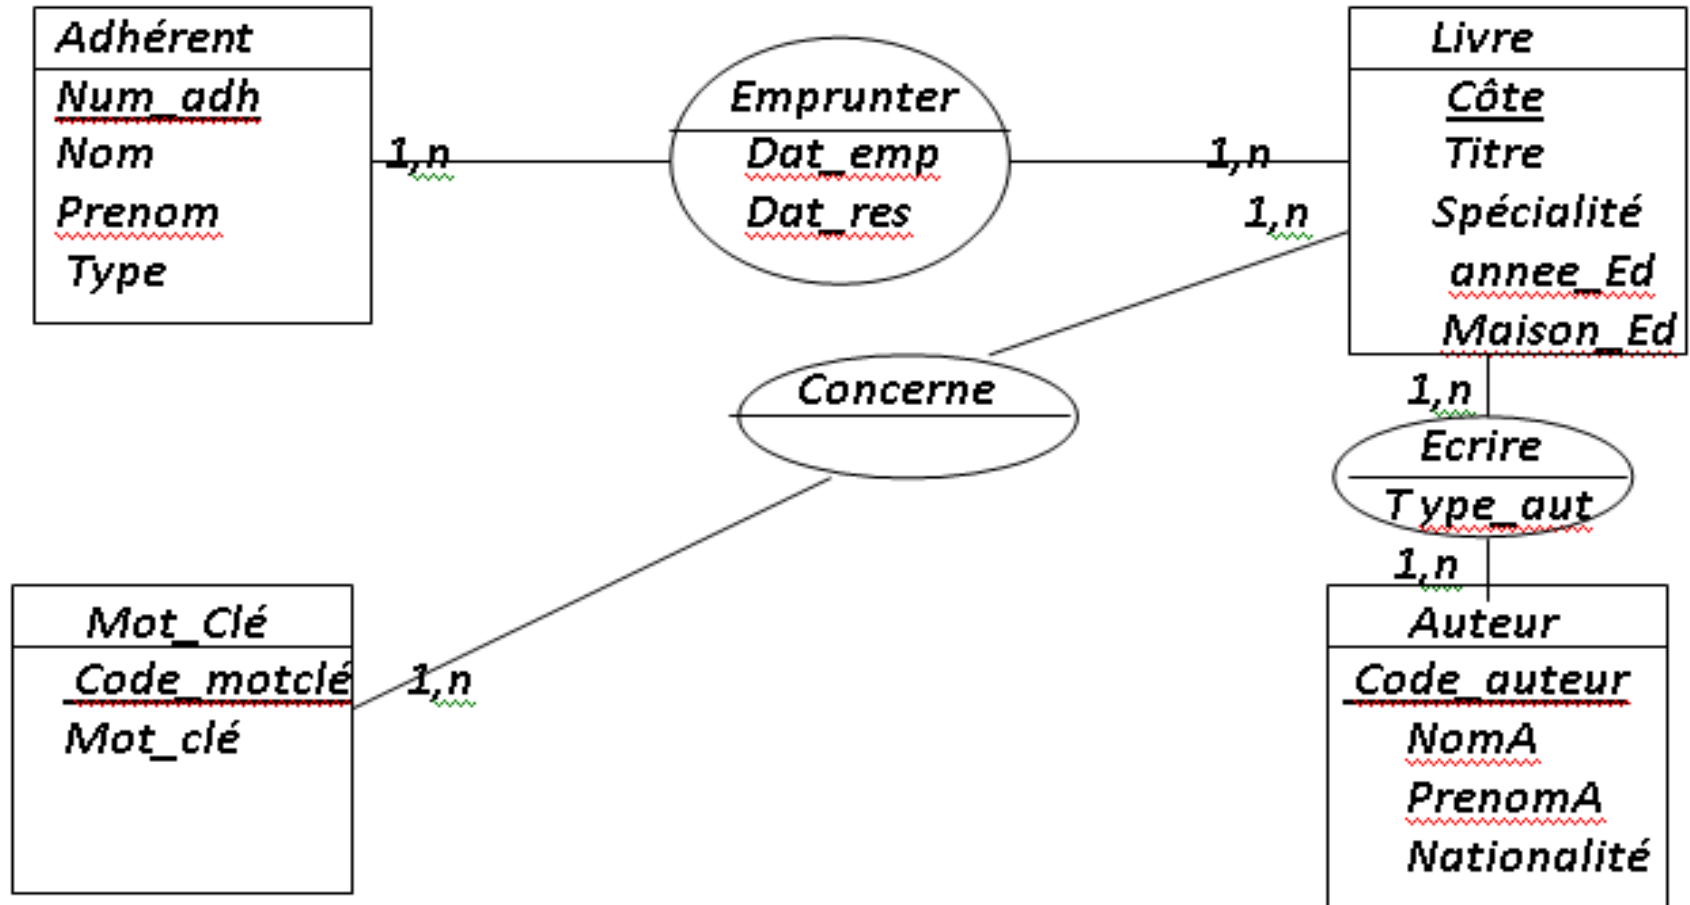 Adhérent
Num_adh
Nom
Prenom
Type
1,n
Emprunter
Dat_emp
Dat_res
1,n
Livre
Côte
Titre
Spécialité
annee_Ed
Maison_Ed
1,n
Concerne
1,n
Ecrire
Type_aut
1,n
Mot_Clé
Code_motclé
Mot_clé
1,n
Auteur
Code_auteur
NomA
PrenomA
Nationalité